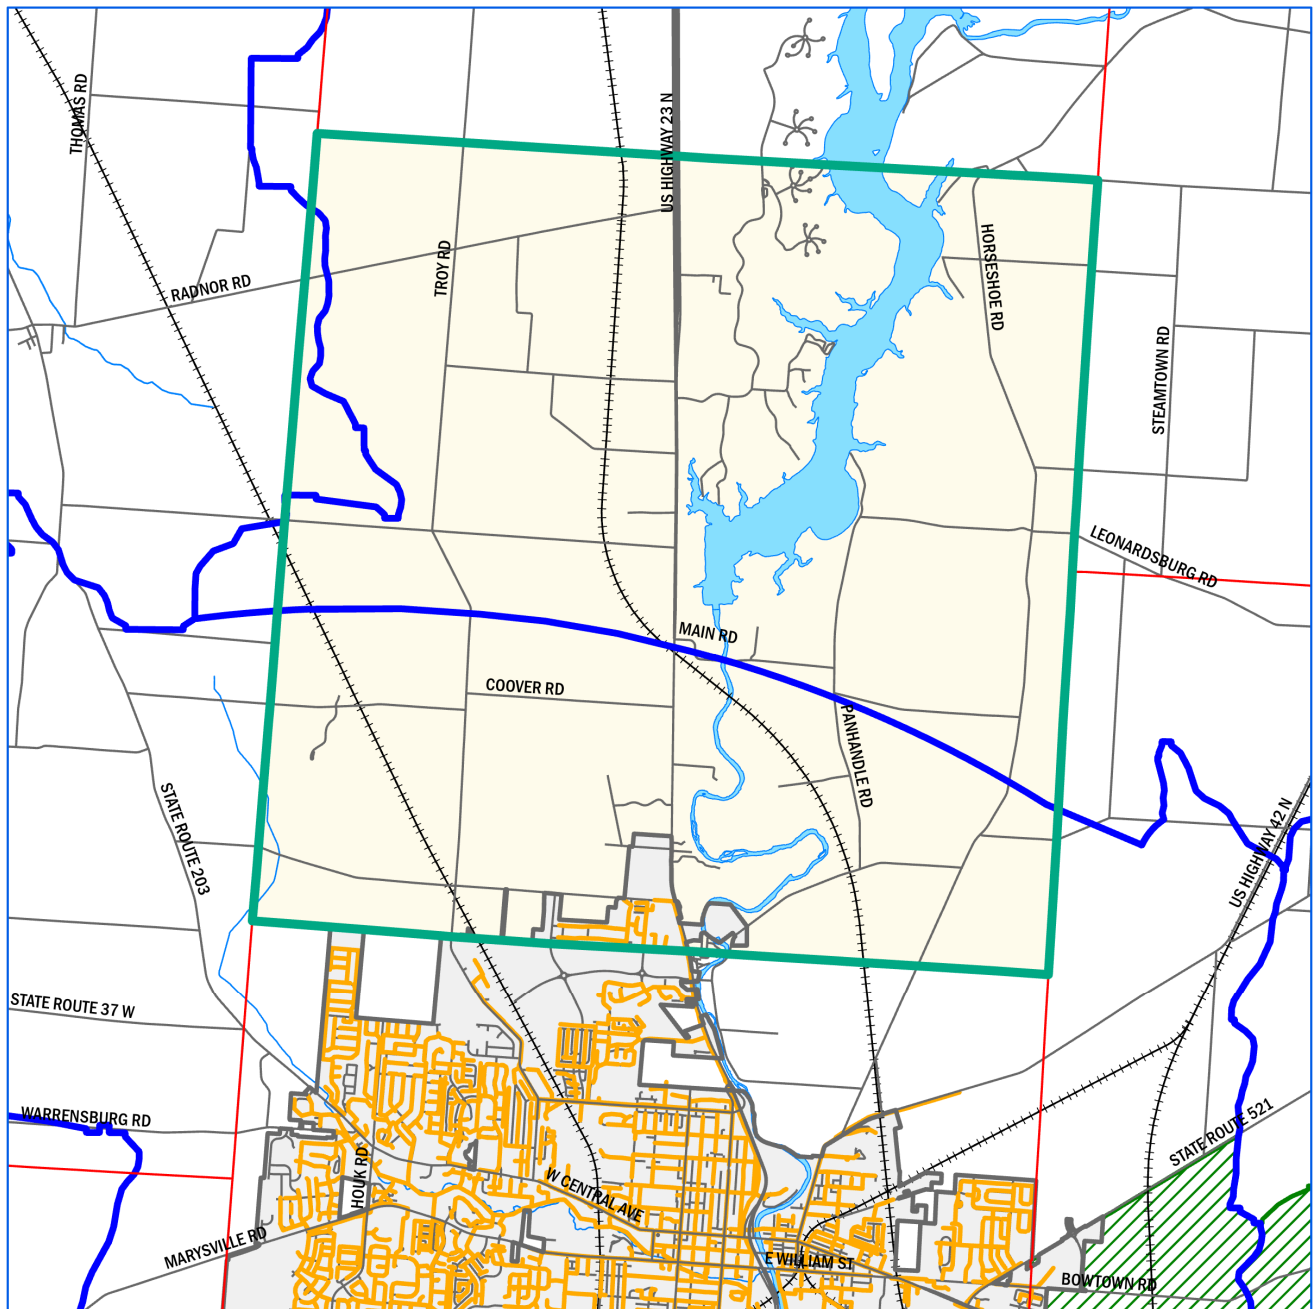 THOMAS RD
US HIGHWAY 23 N
RADNOR RD
TROY RD
HORSESHOE RD
STEAMTOWN RD
LEONARDSBURG RD
MAIN RD
COOVER RD
PANHANDLE RD
STATE ROUTE 203
US HIGHWAY 42 N
STATE ROUTE 37 W
WARRENSBURG RD
STATE ROUTE 521
HOUK RD
W CENTRAL AVE
MARYSVILLE RD
E WILLIAM ST
BOWTOWN RD